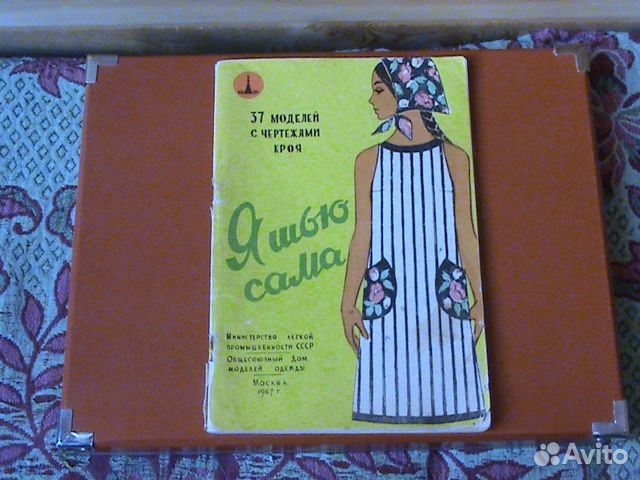 37 МОДЕЛЕЙ
С ЧЕРТЕЖАМИ
КРОЯ
Я шью
сама
МИНИСТЕРСТВО ЛЕГКОЙ
ПРОМЫШЛЕННОСТИ СССР
ОБЩЕСОЮЗНЫЙ ДОМ
МОДЕЛЕЙ ОДЕЖДЫ
МОСКВА
1967 г.
Avito